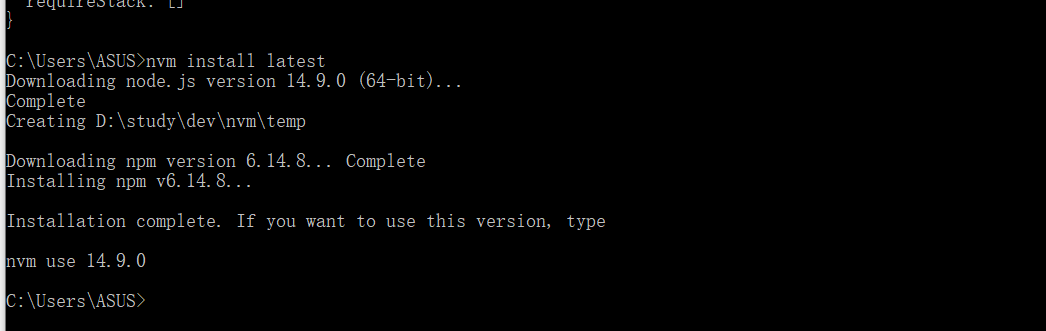 requireStack: []
}
C:\Users\ASUS>nvm install latest
Downloading node.js version 14.9.0 (64-bit)...
Complete
Creating D:\study\dev\nvm\temp
Downloading npm version 6.14.8... Complete
Installing npm v6.14.8...
Installation complete. If you want to use this version, type
nvm use 14.9.0
C:\Users\ASUS>